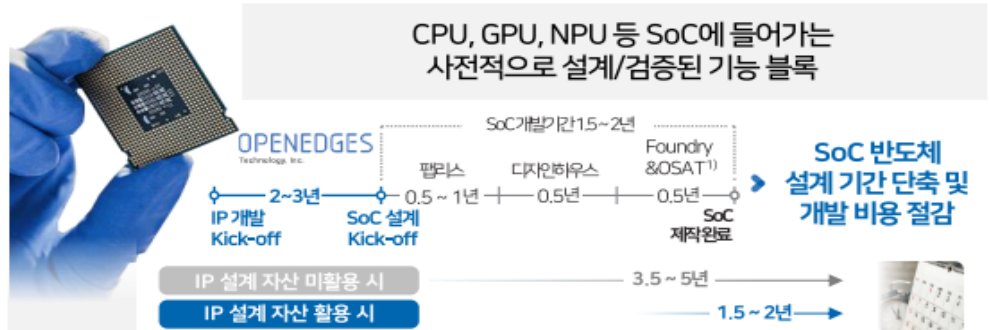 CPU, GPU, NPU 등 SoC에 들어가는
사전적으로 설계/검증된 기능 블록
SoC개발기간 1.5 ~ 2년
OPENEDGES
Technology, Inc.
팹리스
디자인하우스
Foundry
&OSAT¹⁾
2~3년
0.5 ~ 1년
0.5년
0.5년
IP 개발
Kick-off
SoC 설계
Kick-off
SoC
제작완료
SoC 반도체
설계 기간 단축 및
개발 비용 절감
IP 설계 자산 미활용 시
3.5 ~ 5년
IP 설계 자산 활용 시
1.5 ~ 2년